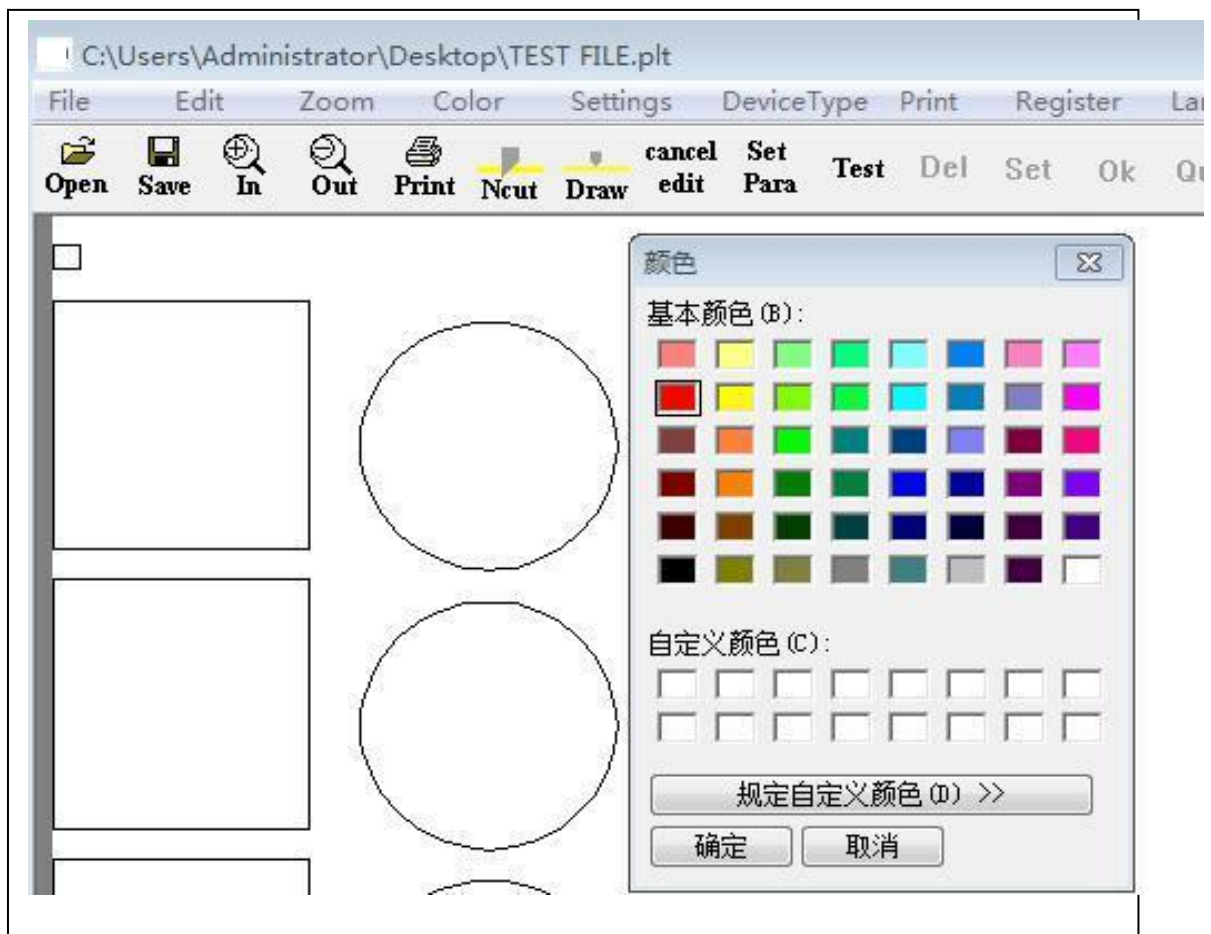 C:\Users\Administrator\Desktop\TEST FILE.plt
File Edit Zoom Color Settings DeviceType Print Register
Open Save In Out Print Ncut Draw cancel edit Set Para Test Del Set Ok
颜色
基本颜色(B):
自定义颜色(C):
规定自定义颜色(D) >>
确定 取消